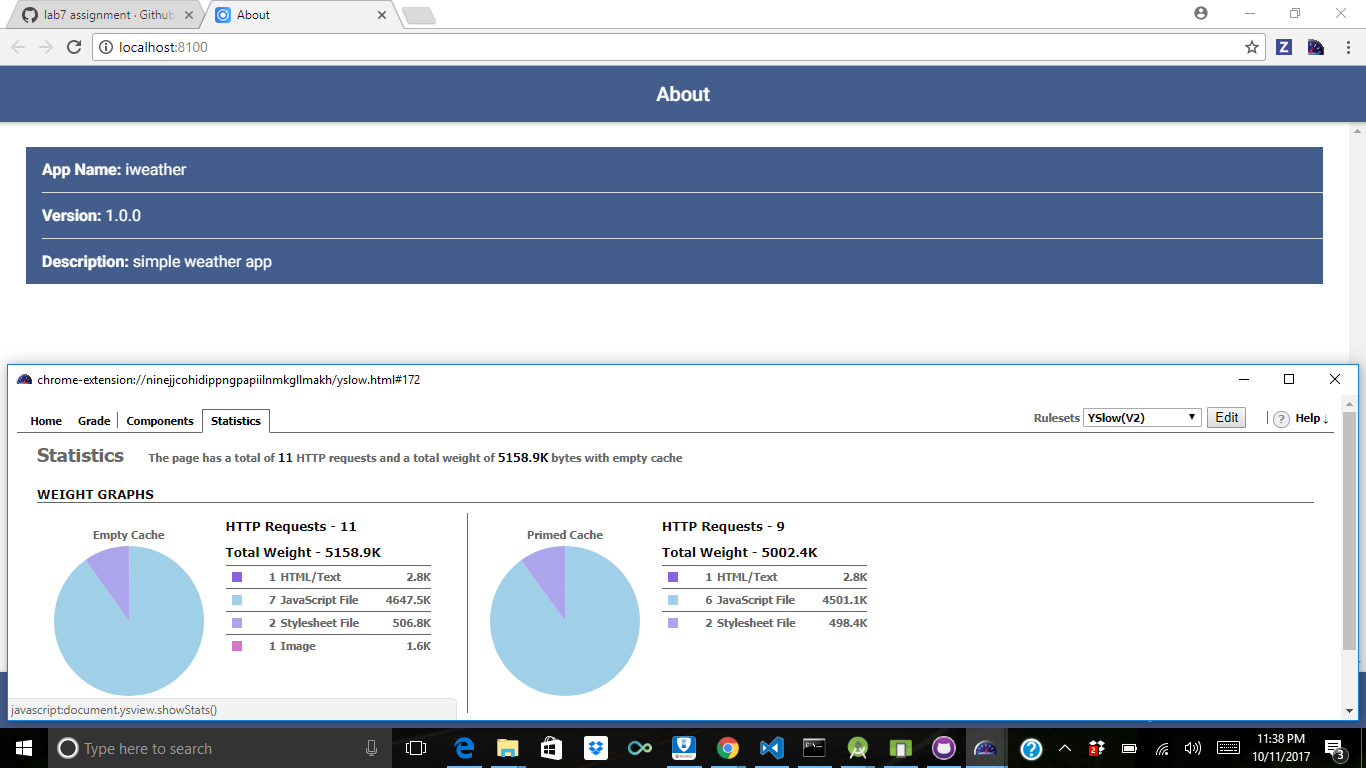 lab7 assignment · Github
About
localhost:8100
Z
About
App Name: iweather
Version: 1.0.0
Description: simple weather app
chrome-extension://ninejjcohidippngpapiilnmkgllmakh/yslow.html#172
Home Grade Components Statistics Rulesets YSlow(V2) Edit ? Help ↓
Statistics The page has a total of 11 HTTP requests and a total weight of 5158.9K bytes with empty cache
WEIGHT GRAPHS
Empty Cache
HTTP Requests - 11
Total Weight - 5158.9K
1 HTML/Text 2.8K
7 JavaScript File 4647.5K
2 Stylesheet File 506.8K
1 Image 1.6K
Primed Cache
HTTP Requests - 9
Total Weight - 5002.4K
1 HTML/Text 2.8K
6 JavaScript File 4501.1K
2 Stylesheet File 498.4K
javascript:document.ysview.showStats()
Type here to search
2
11:38 PM
10/11/2017
3